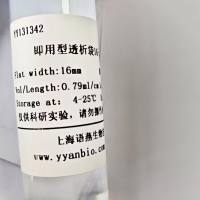 YY131342
即用型透析袋
Flat width:16mm
Vol/Length:0.79ml/cm
Storage at: 4-25℃
仅供科研实验,请勿
上海语热生物
www.yyanbio.com